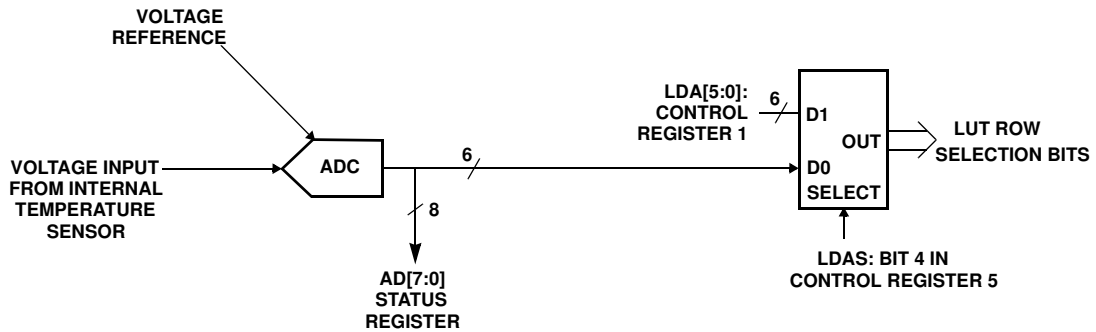 VOLTAGE
REFERENCE
VOLTAGE INPUT
FROM INTERNAL
TEMPERATURE
SENSOR
ADC
6
8
AD[7:0]
STATUS
REGISTER
LDA[5:0]:
CONTROL
REGISTER 1
6
D1
OUT
D0
SELECT
LUT ROW
SELECTION BITS
LDAS: BIT 4 IN
CONTROL REGISTER 5